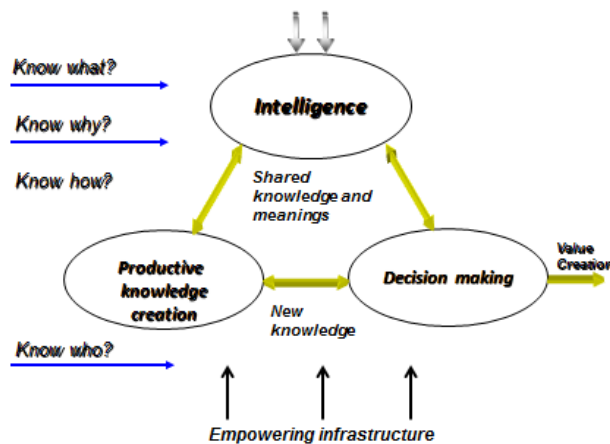 Know what?
Intelligence
Know why?
Know how?
Shared
knowledge and
meanings
Productive
knowledge
creation
Decision making
Value
Creation
New
knowledge
Know who?
Empowering infrastructure